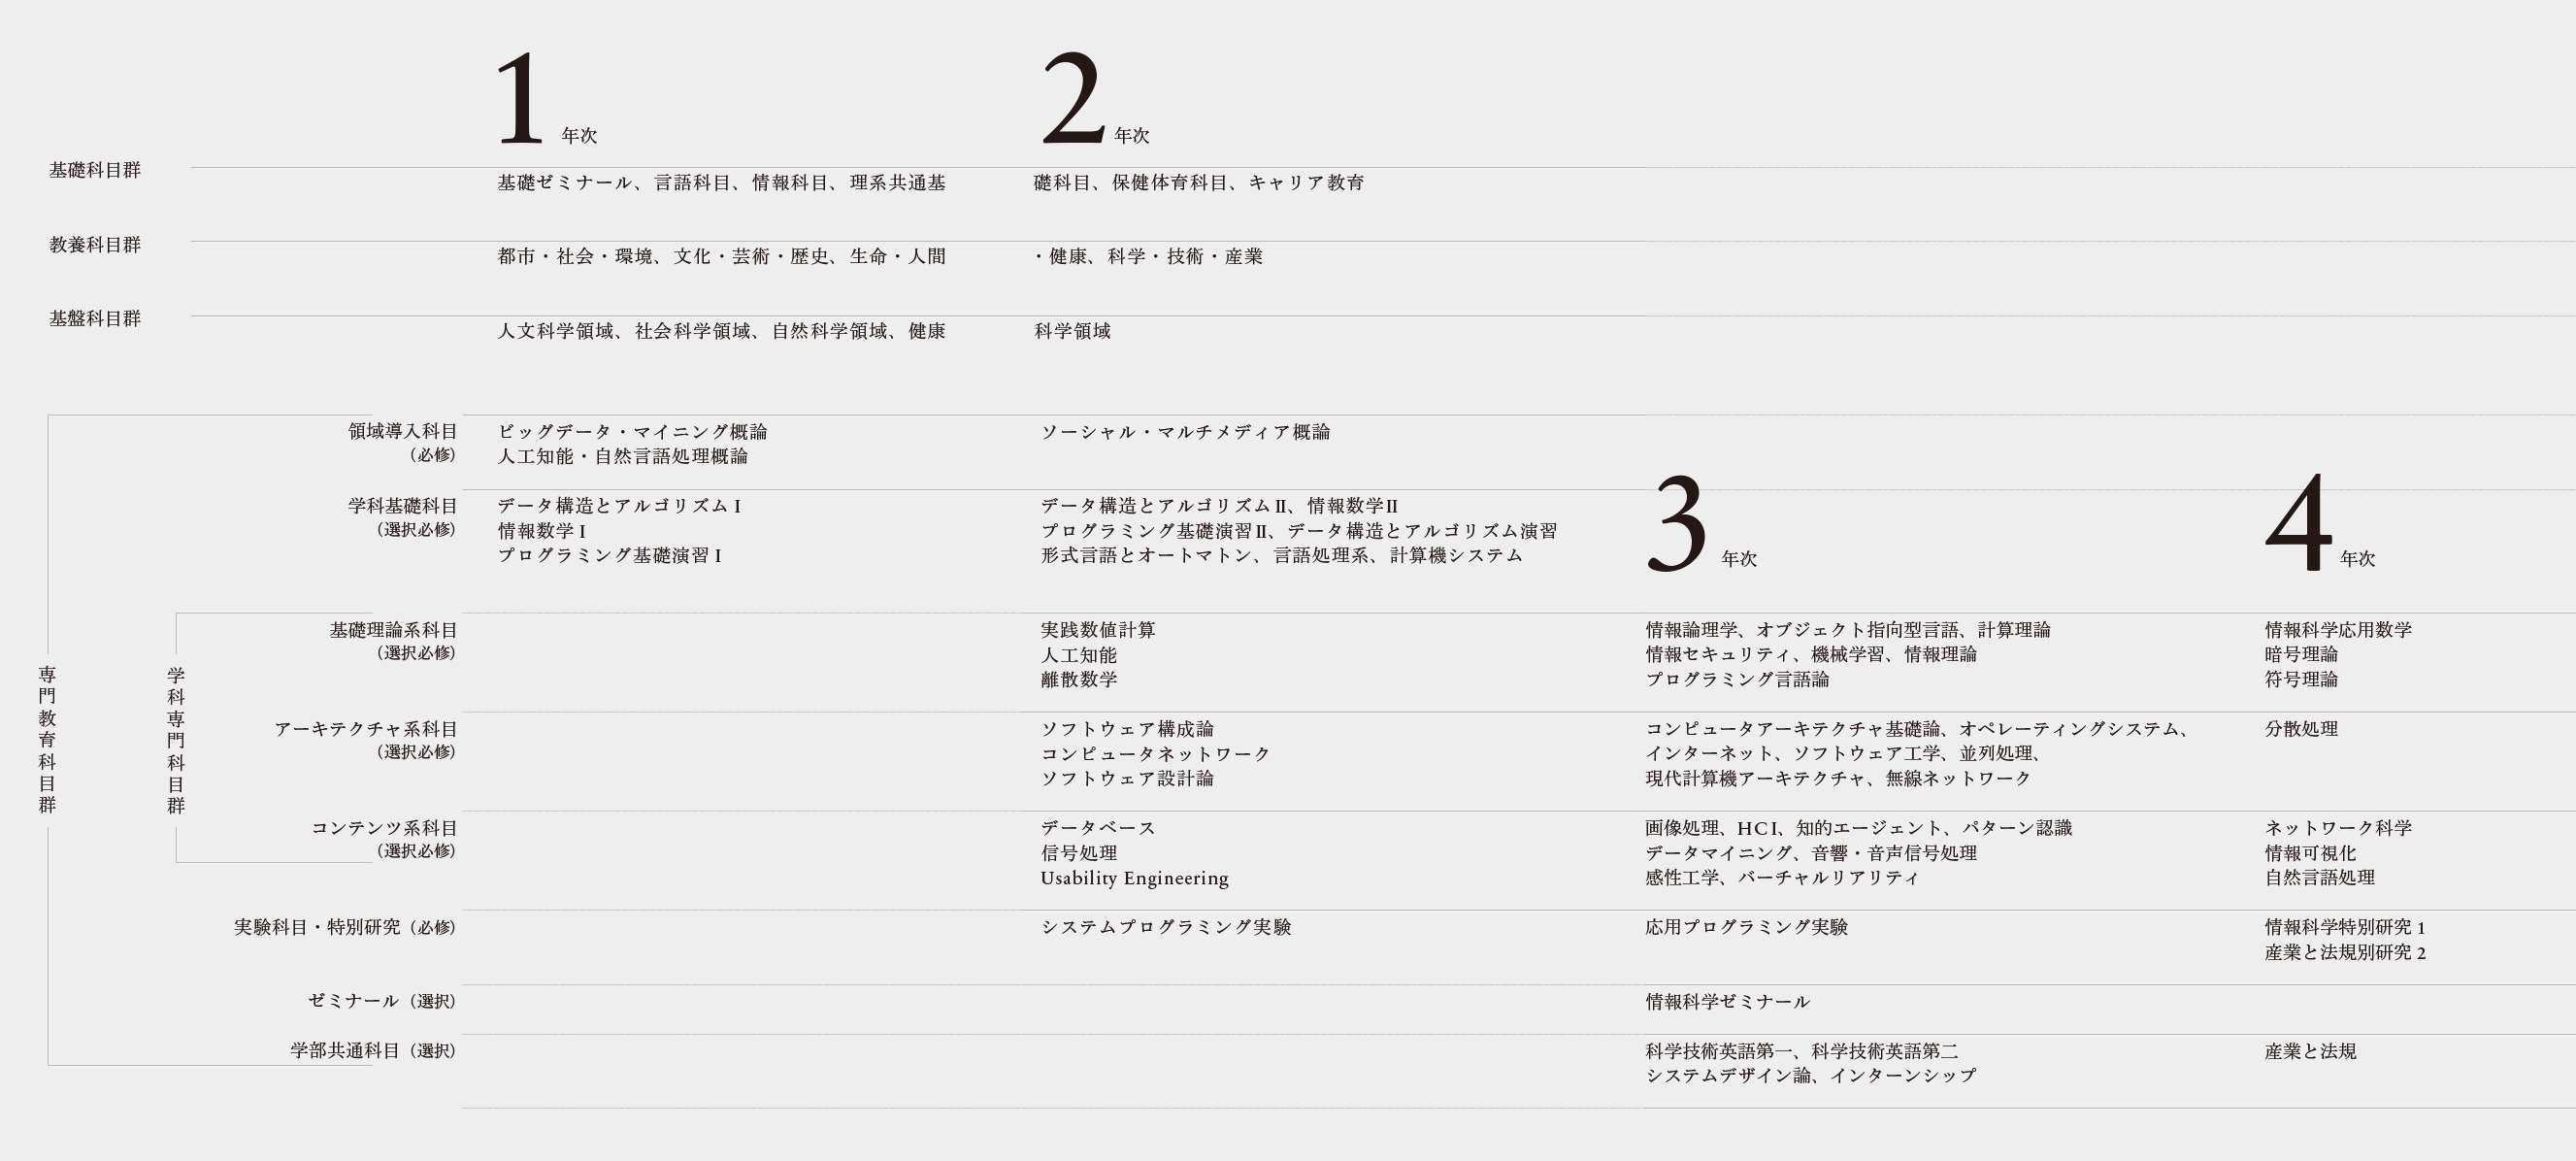 1 年次
2 年次
基礎科目群
基礎ゼミナール、言語科目、情報科目、理系共通基
礎科目、保健体育科目、キャリア教育
教養科目群
都市・社会・環境、文化・芸術・歴史、生命・人間
・健康、科学・技術・産業
基盤科目群
人文科学領域、社会科学領域、自然科学領域、健康
科学領域
専門教育科目群
領域導入科目
（必修）
ビッグデータ・マイニング概論
人工知能・自然言語処理概論
ソーシャル・マルチメディア概論
学科基礎科目
（選択必修）
データ構造とアルゴリズム I
情報数学 I
プログラミング基礎演習 I
データ構造とアルゴリズムⅡ、情報数学Ⅱ
プログラミング基礎演習Ⅱ、データ構造とアルゴリズム演習
形式言語とオートマトン、言語処理系、計算機システム
3 年次
4 年次
学科専門科目群
基礎理論系科目
（選択必修）
実践数値計算
人工知能
離散数学
情報論理学、オブジェクト指向型言語、計算理論
情報セキュリティ、機械学習、情報理論
プログラミング言語論
情報科学応用数学
暗号理論
符号理論
アーキテクチャ系科目
（選択必修）
ソフトウェア構成論
コンピュータネットワーク
ソフトウェア設計論
コンピュータアーキテクチャ基礎論、オペレーティングシステム、
インターネット、ソフトウェア工学、並列処理、
現代計算機アーキテクチャ、無線ネットワーク
分散処理
コンテンツ系科目
（選択必修）
データベース
信号処理
Usability Engineering
画像処理、HCI、知的エージェント、パターン認識
データマイニング、音響・音声信号処理
感性工学、バーチャルリアリティ
ネットワーク科学
情報可視化
自然言語処理
実験科目・特別研究（必修）
システムプログラミング実験
応用プログラミング実験
情報科学特別研究 1
産業と法規別研究 2
ゼミナール（選択）
情報科学ゼミナール
学部共通科目（選択）
科学技術英語第一、科学技術英語第二
システムデザイン論、インターンシップ
産業と法規